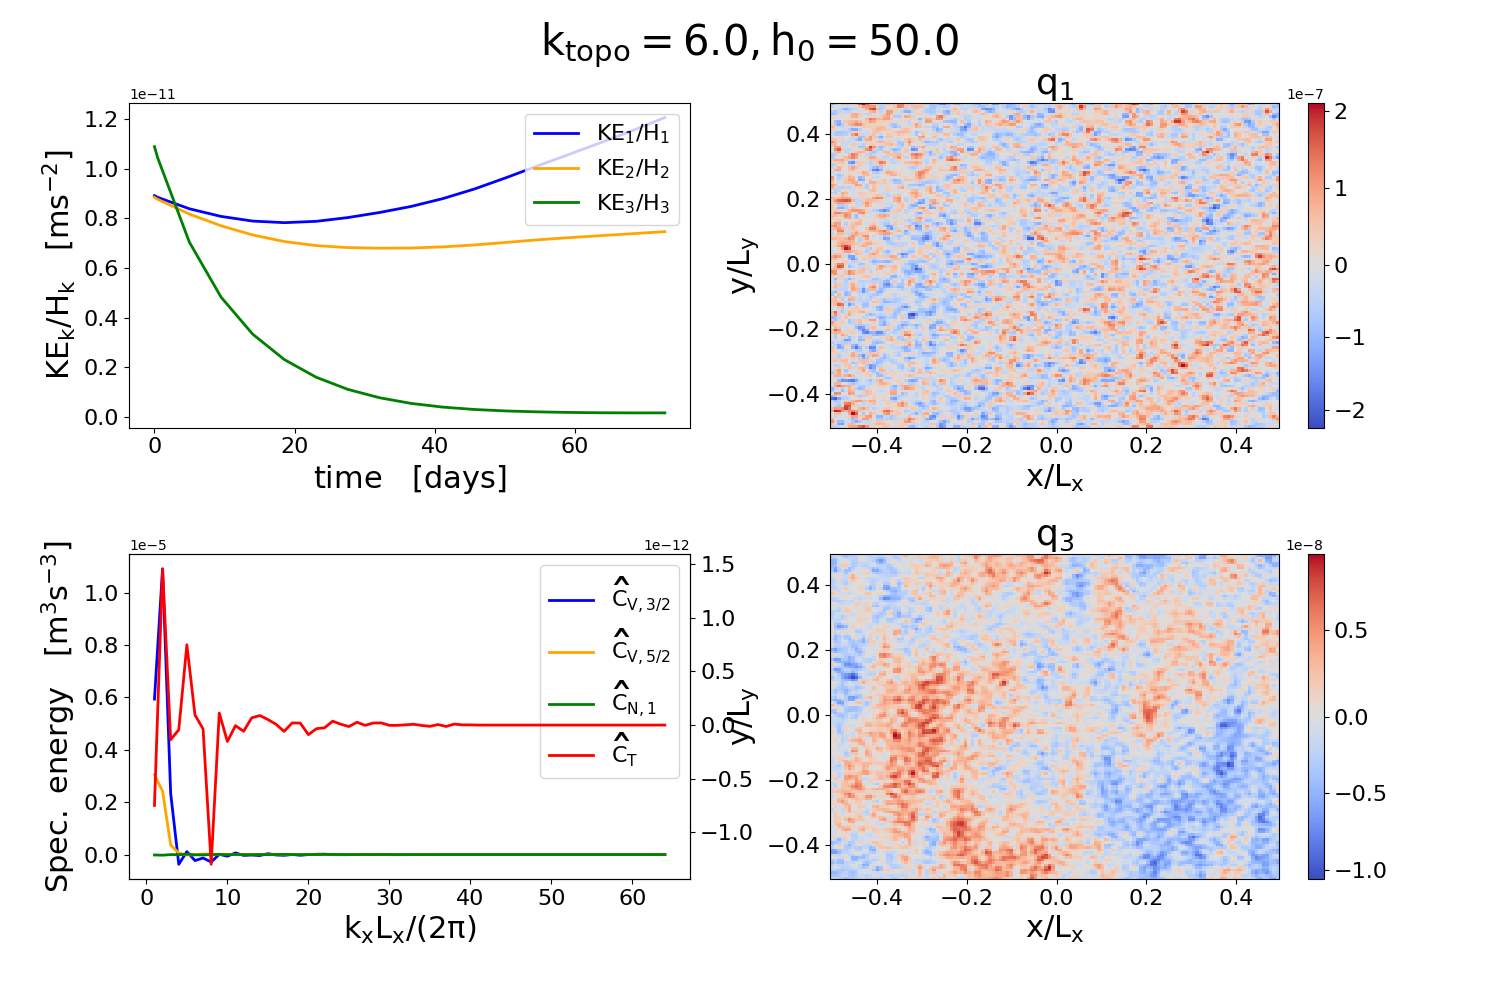 k_topo = 6.0, h_0 = 50.0
1e−11
1.2
1.0
0.8
0.6
0.4
0.2
0.0
KE_k/H_k [ms^−2]
KE_1/H_1
KE_2/H_2
KE_3/H_3
0 20 40 60
time [days]
q_1
1e−7
0.4
0.2
0.0
−0.2
−0.4
y/L_y
−0.4 −0.2 0.0 0.2 0.4
x/L_x
2
1
0
−1
−2
1e−5
1e−12
1.0
0.8
0.6
0.4
0.2
0.0
Spec. energy [m^3s^−3]
Ĉ_V,3/2
Ĉ_V,5/2
Ĉ_N,1
Ĉ_T
1.5
1.0
0.5
0.0
−0.5
−1.0
0 10 20 30 40 50 60
k_xL_x/(2π)
q_3
1e−8
0.4
0.2
0.0
−0.2
−0.4
y/L_y
−0.4 −0.2 0.0 0.2 0.4
x/L_x
0.5
0.0
−0.5
−1.0